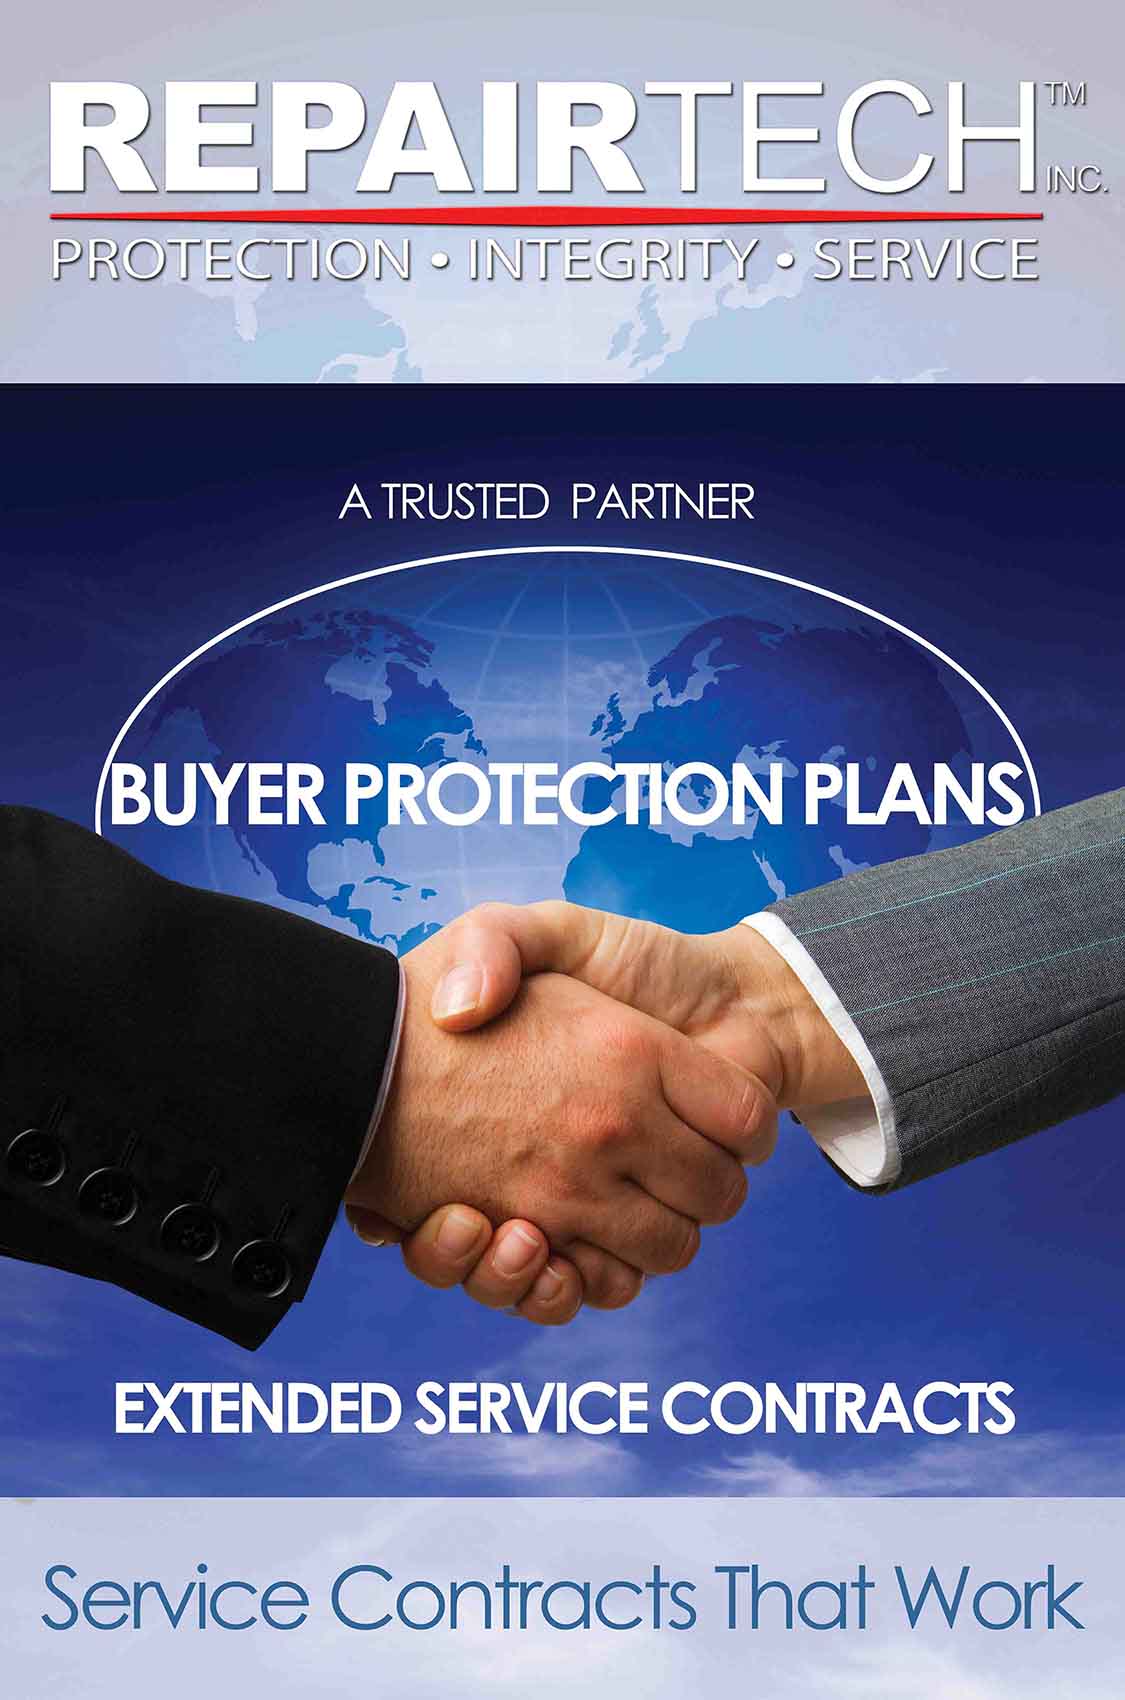 REPAIRTECH™ INC.
PROTECTION • INTEGRITY • SERVICE
A TRUSTED PARTNER
BUYER PROTECTION PLANS
EXTENDED SERVICE CONTRACTS
Service Contracts That Work